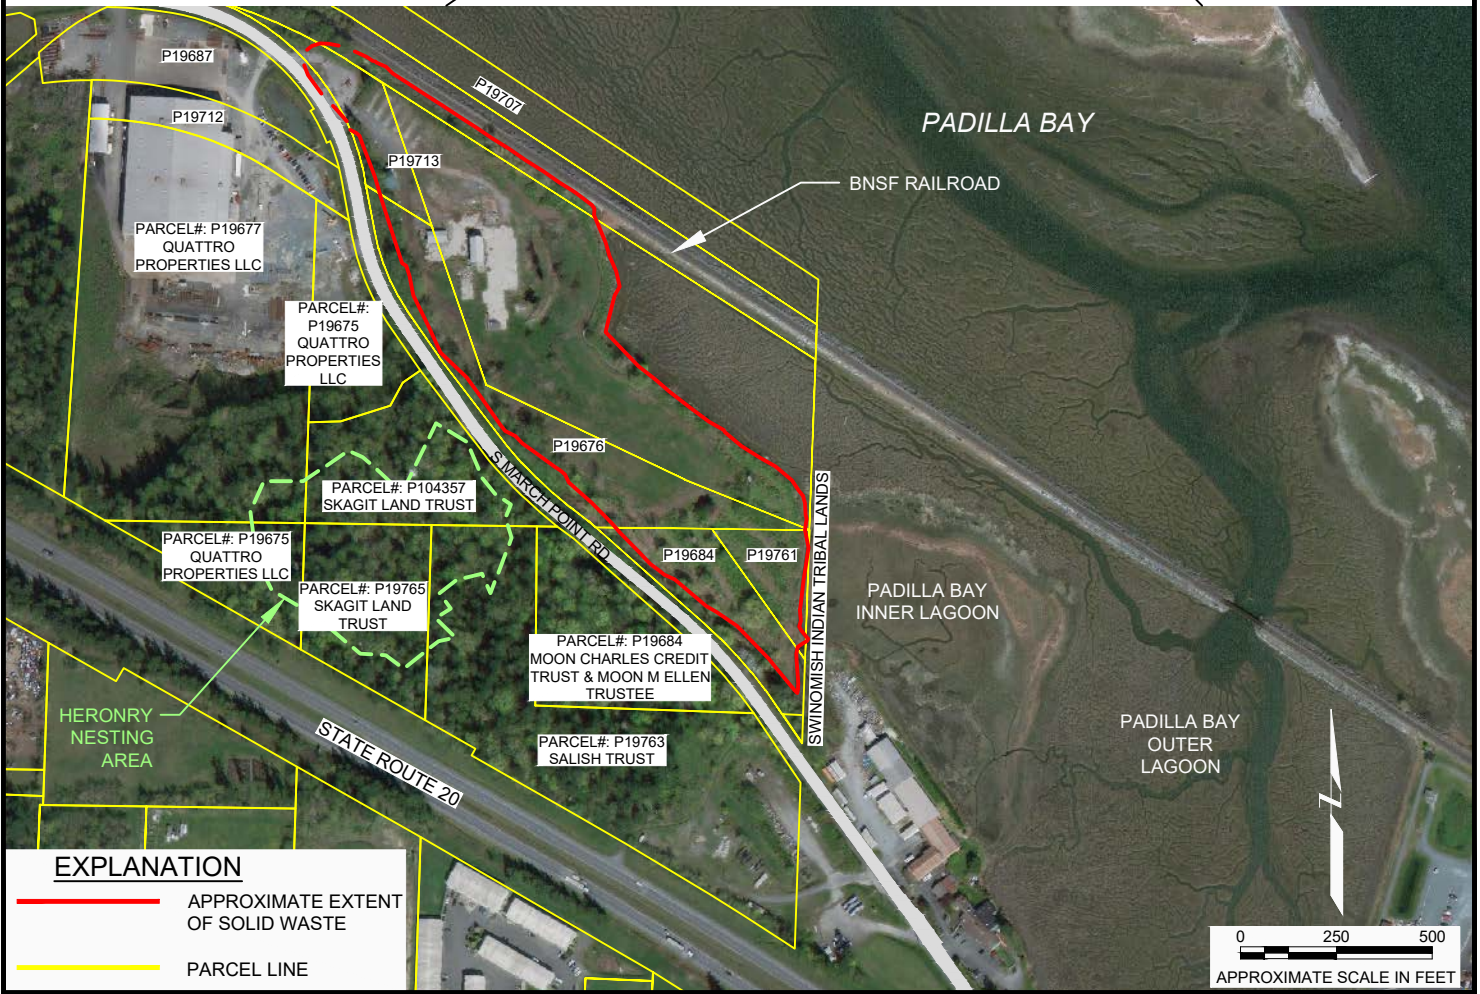 P19687
P19707
P19712
PADILLA BAY
P19713
BNSF RAILROAD
PARCEL#: P19677
QUATTRO
PROPERTIES LLC
PARCEL#:
P19675
QUATTRO
PROPERTIES
LLC
P19676
S MARCH POINT RD
PARCEL#: P104357
SKAGIT LAND TRUST
SWINOMISH INDIAN TRIBAL LANDS
PARCEL#: P19675
QUATTRO
PROPERTIES LLC
P19684
P19761
PARCEL#: P19765
SKAGIT LAND
TRUST
PADILLA BAY
INNER LAGOON
PARCEL#: P19684
MOON CHARLES CREDIT
TRUST & MOON M ELLEN
TRUSTEE
HERONRY
NESTING
AREA
STATE ROUTE 20
PARCEL#: P19763
SALISH TRUST
PADILLA BAY
OUTER
LAGOON
Z
EXPLANATION
APPROXIMATE EXTENT
OF SOLID WASTE
PARCEL LINE
0 250 500
APPROXIMATE SCALE IN FEET